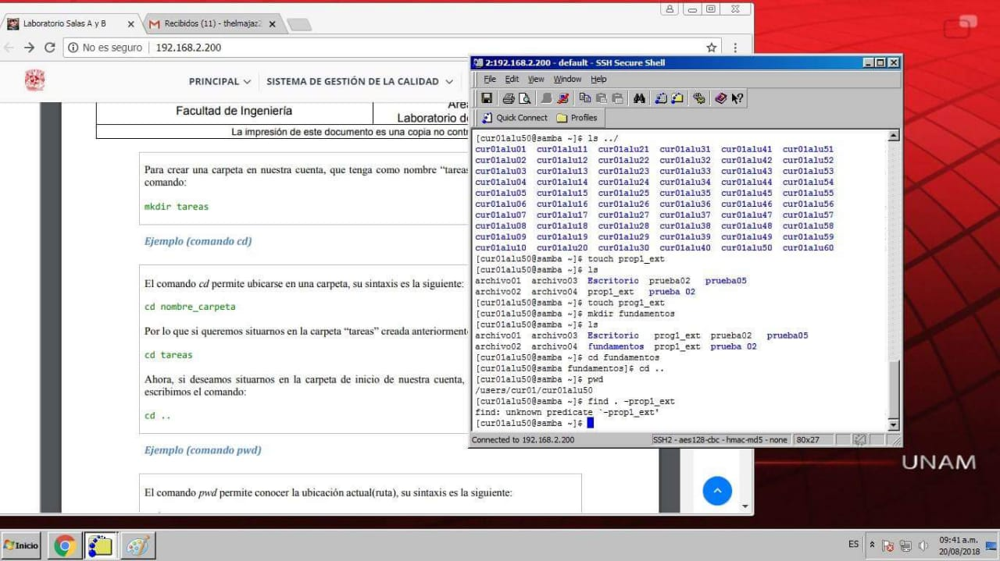 Laboratorio Salas A y B
Recibidos (11) - thelmajaz
No es seguro
192.168.2.200
PRINCIPAL
SISTEMA DE GESTIÓN DE LA CALIDAD
Facultad de Ingeniería
Laboratorio de
La impresión de este documento es una copia no cont
Para crear una carpeta en nuestra cuenta, que tenga como nombre “tareas
comando:
mkdir tareas
Ejemplo (comando cd)
El comando cd permite ubicarse en una carpeta, su sintaxis es la siguiente:
cd nombre_carpeta
Por lo que si queremos situarnos en la carpeta “tareas” creada anteriormente
cd tareas
Ahora, si deseamos situarnos en la carpeta de inicio de nuestra cuenta,
escribimos el comando:
cd ..
Ejemplo (comando pwd)
El comando pwd permite conocer la ubicación actual(ruta), su sintaxis es la siguiente:
2:192.168.2.200 - default - SSH Secure Shell
File Edit View Window Help
Quick Connect Profiles
[cur01alu50@samba ~]$ ls ../
cur01alu01 cur01alu11 cur01alu21 cur01alu31 cur01alu41 cur01alu51
cur01alu02 cur01alu12 cur01alu22 cur01alu32 cur01alu42 cur01alu52
cur01alu03 cur01alu13 cur01alu23 cur01alu33 cur01alu43 cur01alu53
cur01alu04 cur01alu14 cur01alu24 cur01alu34 cur01alu44 cur01alu54
cur01alu05 cur01alu15 cur01alu25 cur01alu35 cur01alu45 cur01alu55
cur01alu06 cur01alu16 cur01alu26 cur01alu36 cur01alu46 cur01alu56
cur01alu07 cur01alu17 cur01alu27 cur01alu37 cur01alu47 cur01alu57
cur01alu08 cur01alu18 cur01alu28 cur01alu38 cur01alu48 cur01alu58
cur01alu09 cur01alu19 cur01alu29 cur01alu39 cur01alu49 cur01alu59
cur01alu10 cur01alu20 cur01alu30 cur01alu40 cur01alu50 cur01alu60
[cur01alu50@samba ~]$ touch prop1_ext
[cur01alu50@samba ~]$ ls
archivo01 archivo03 Escritorio prueba02 prueba05
archivo02 archivo04 prop1_ext prueba 02
[cur01alu50@samba ~]$ touch prog1_ext
[cur01alu50@samba ~]$ mkdir fundamentos
[cur01alu50@samba ~]$ ls
archivo01 archivo03 Escritorio prog1_ext prueba02 prueba05
archivo02 archivo04 fundamentos prop1_ext prueba 02
[cur01alu50@samba ~]$ cd fundamentos
[cur01alu50@samba fundamentos]$ cd ..
[cur01alu50@samba ~]$ pwd
/users/cur01/cur01alu50
[cur01alu50@samba ~]$ find . -prop1_ext
find: unknown predicate `-prop1_ext'
[cur01alu50@samba ~]$
Connected to 192.168.2.200
SSH2 - aes128-cbc - hmac-md5 - none
80x27
UNAM
Inicio
ES
09:41 a.m.
20/08/2018